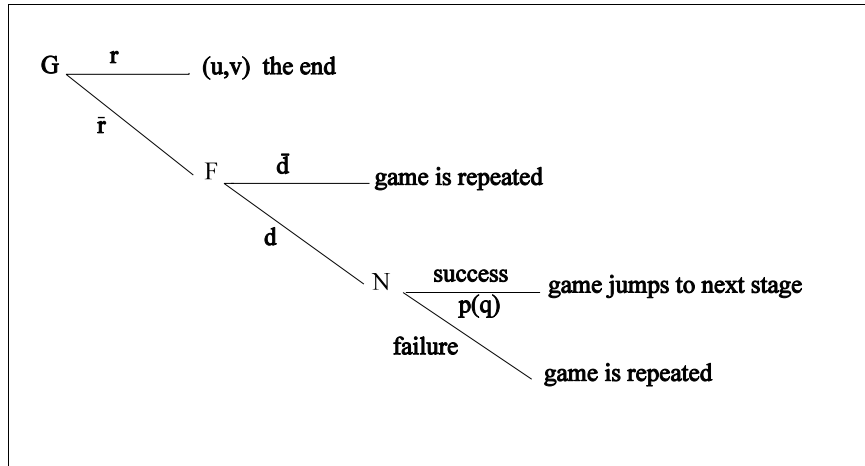 G r (u,v) the end
r̄
F d̄ game is repeated
d
N success game jumps to next stage
p(q)
failure
game is repeated